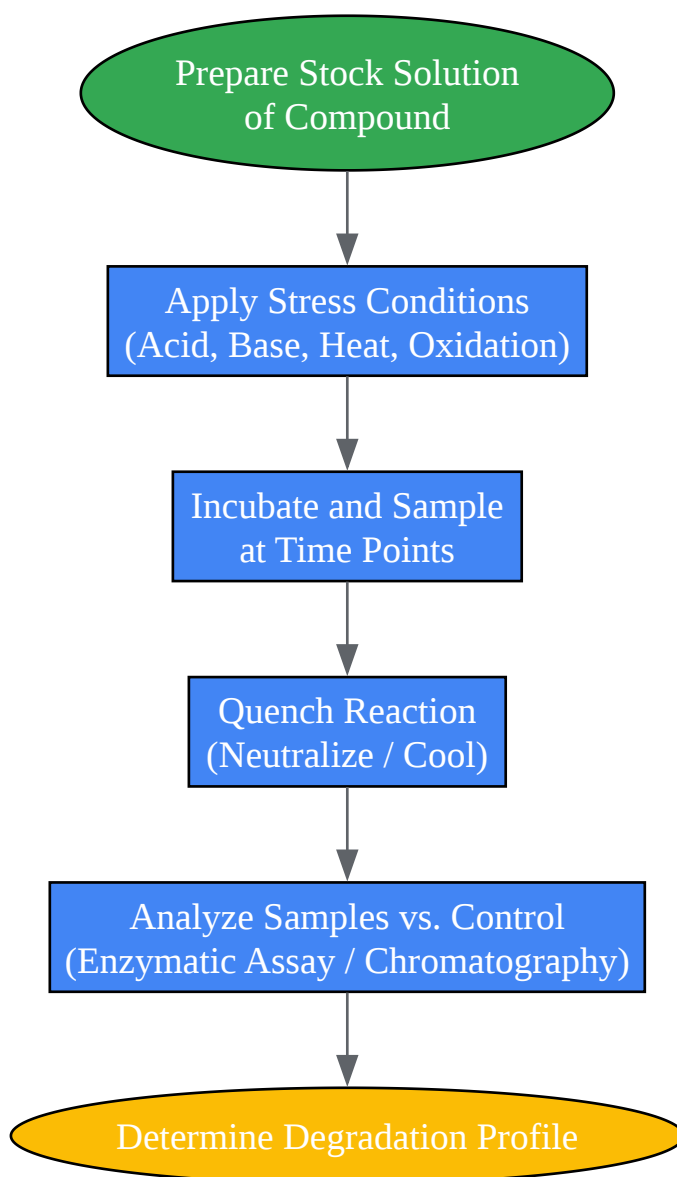 Prepare Stock Solution
of Compound
Apply Stress Conditions
(Acid, Base, Heat, Oxidation)
Incubate and Sample
at Time Points
Quench Reaction
(Neutralize / Cool)
Analyze Samples vs. Control
(Enzymatic Assay / Chromatography)
Determine Degradation Profile